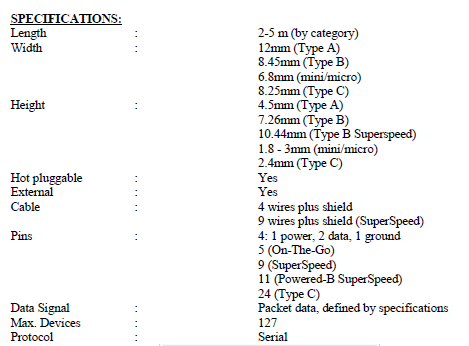 SPECIFICATIONS:
Length : 2-5 m (by category)
Width : 12mm (Type A)
8.45mm (Type B)
6.8mm (mini/micro)
8.25mm (Type C)
Height : 4.5mm (Type A)
7.26mm (Type B)
10.44mm (Type B Superspeed)
1.8 - 3mm (mini/micro)
2.4mm (Type C)
Hot pluggable : Yes
External : Yes
Cable : 4 wires plus shield
9 wires plus shield (SuperSpeed)
Pins : 4: 1 power, 2 data, 1 ground
5 (On-The-Go)
9 (SuperSpeed)
11 (Powered-B SuperSpeed)
24 (Type C)
Data Signal : Packet data, defined by specifications
Max. Devices : 127
Protocol : Serial